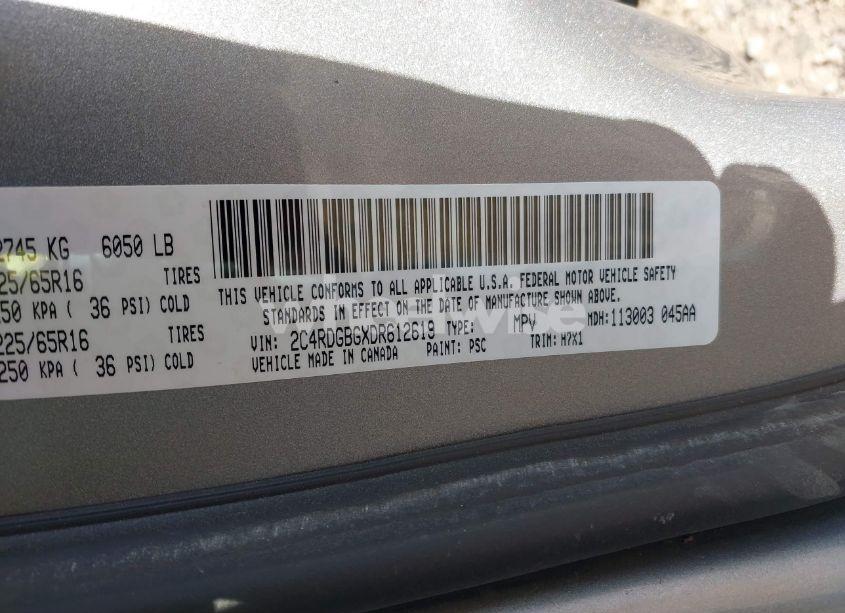 2745 KG 6050 LB
225/65R16 TIRES
250 KPA ( 36 PSI) COLD
225/65R16 TIRES
250 KPA ( 36 PSI) COLD
THIS VEHICLE CONFORMS TO ALL APPLICABLE U.S.A. FEDERAL MOTOR VEHICLE SAFETY
STANDARDS IN EFFECT ON THE DATE OF MANUFACTURE SHOWN ABOVE.
VIN: 2C4RDGBGXDR612619 TYPE: MPV MDH: 113003 045AA
VEHICLE MADE IN CANADA PAINT: PSC TRIM: H7X1
wheelwise